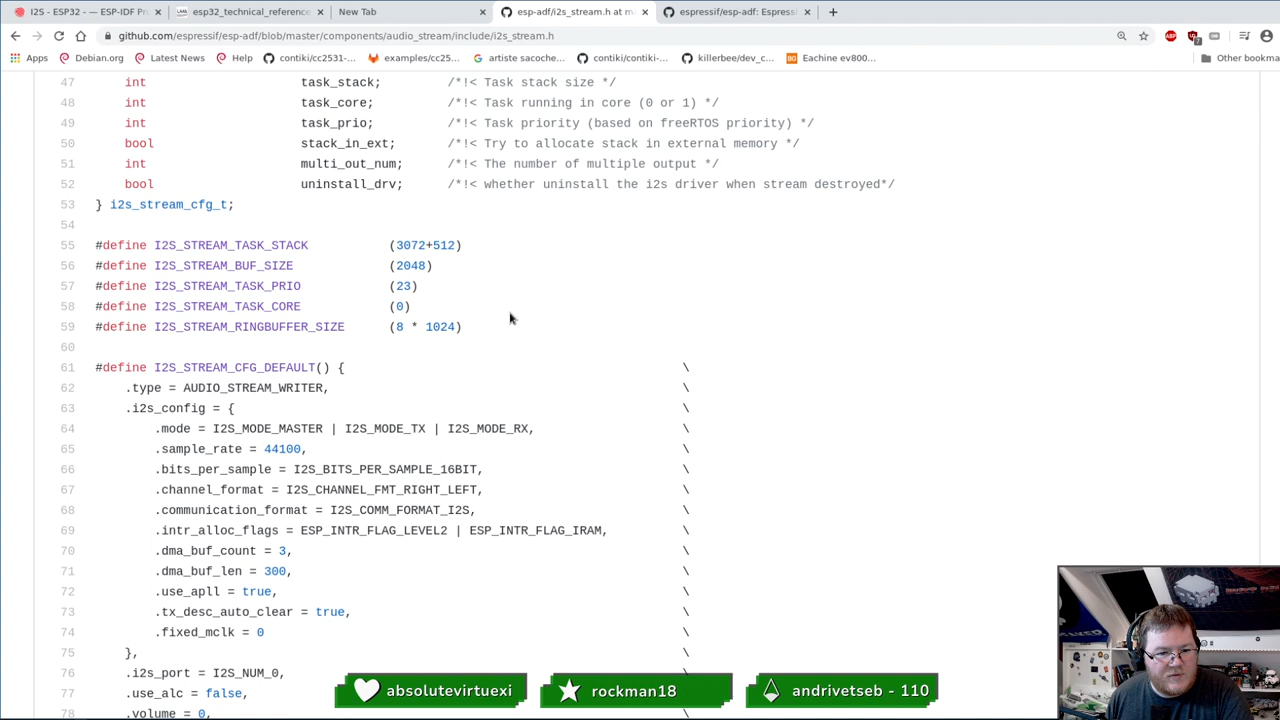 I2S - ESP32 - — ESP-IDF Pr
esp32_technical_reference
New Tab
esp-adf/i2s_stream.h at m
espressif/esp-adf: Espress
github.com/espressif/esp-adf/blob/master/components/audio_stream/include/i2s_stream.h
Apps
Debian.org
Latest News
Help
contiki/cc2531-...
examples/cc25...
artiste sacoche...
contiki/contiki-...
killerbee/dev_c...
Eachine ev800...
Other bookma
47 int task_stack; /*!< Task stack size */
48 int task_core; /*!< Task running in core (0 or 1) */
49 int task_prio; /*!< Task priority (based on freeRTOS priority) */
50 bool stack_in_ext; /*!< Try to allocate stack in external memory */
51 int multi_out_num; /*!< The number of multiple output */
52 bool uninstall_drv; /*!< whether uninstall the i2s driver when stream destroyed*/
53 } i2s_stream_cfg_t;
54
55 #define I2S_STREAM_TASK_STACK (3072+512)
56 #define I2S_STREAM_BUF_SIZE (2048)
57 #define I2S_STREAM_TASK_PRIO (23)
58 #define I2S_STREAM_TASK_CORE (0)
59 #define I2S_STREAM_RINGBUFFER_SIZE (8 * 1024)
60
61 #define I2S_STREAM_CFG_DEFAULT() { \
62 .type = AUDIO_STREAM_WRITER, \
63 .i2s_config = { \
64 .mode = I2S_MODE_MASTER | I2S_MODE_TX | I2S_MODE_RX, \
65 .sample_rate = 44100, \
66 .bits_per_sample = I2S_BITS_PER_SAMPLE_16BIT, \
67 .channel_format = I2S_CHANNEL_FMT_RIGHT_LEFT, \
68 .communication_format = I2S_COMM_FORMAT_I2S, \
69 .intr_alloc_flags = ESP_INTR_FLAG_LEVEL2 | ESP_INTR_FLAG_IRAM, \
70 .dma_buf_count = 3, \
71 .dma_buf_len = 300, \
72 .use_apll = true, \
73 .tx_desc_auto_clear = true, \
74 .fixed_mclk = 0 \
75 }, \
76 .i2s_port = I2S_NUM_0, \
77 .use_alc = false,
78 .volume = 0,
absolutevirtuexi
rockman18
andrivetseb - 110